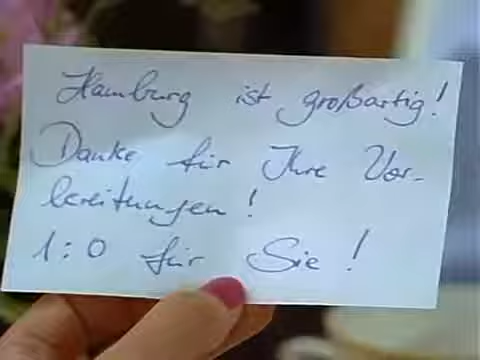 Hamburg ist großartig!
Danke für Ihre Vor-
bereitungen!
1:0 für Sie!